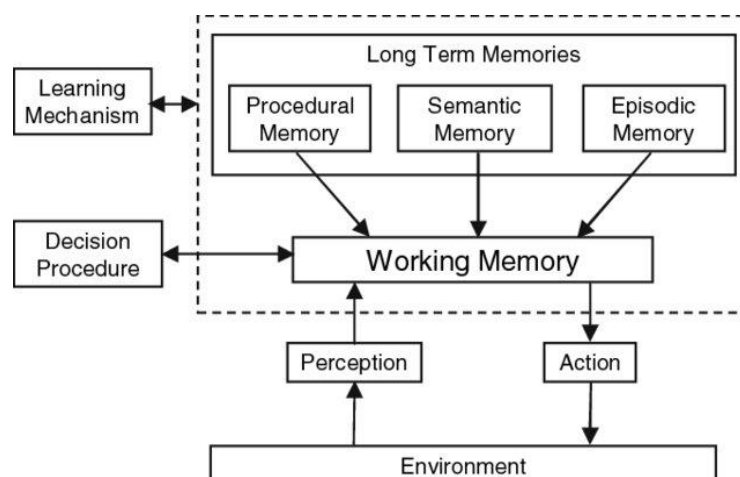 Long Term Memories
Learning
Mechanism
Procedural
Memory
Semantic
Memory
Episodic
Memory
Decision
Procedure
Working Memory
Perception
Action
Environment